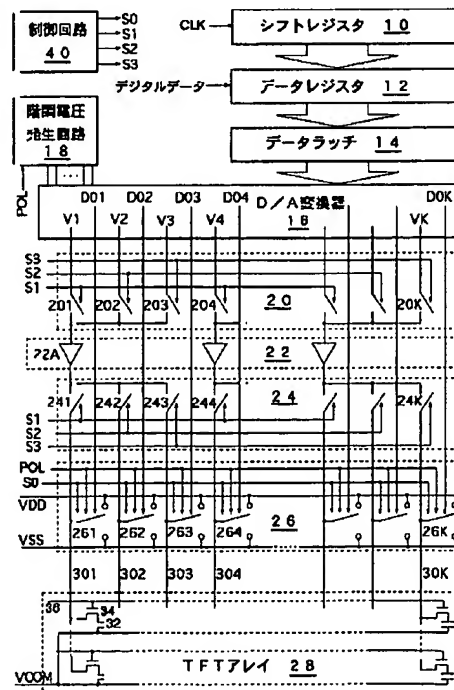 制御回路
40
S0
S1
S2
S3
CLK
シフトレジスタ 10
デジタルデータ
データレジスタ 12
データラッチ 14
階調電圧
発生回路
18
POL
D01 D02 D03 D04 D0K
D/A変換器
V1 V2 V3 V4 16 VK
S3
S2
S1
201 202 203 204 20 20K
22A 22
241 242 243 244 24 24K
S1
S2
S3
POL
S0
VDD
VSS
261 262 263 264 26 26K
301 302 303 304 30K
36
34
32
TFTアレイ 28
VCOM